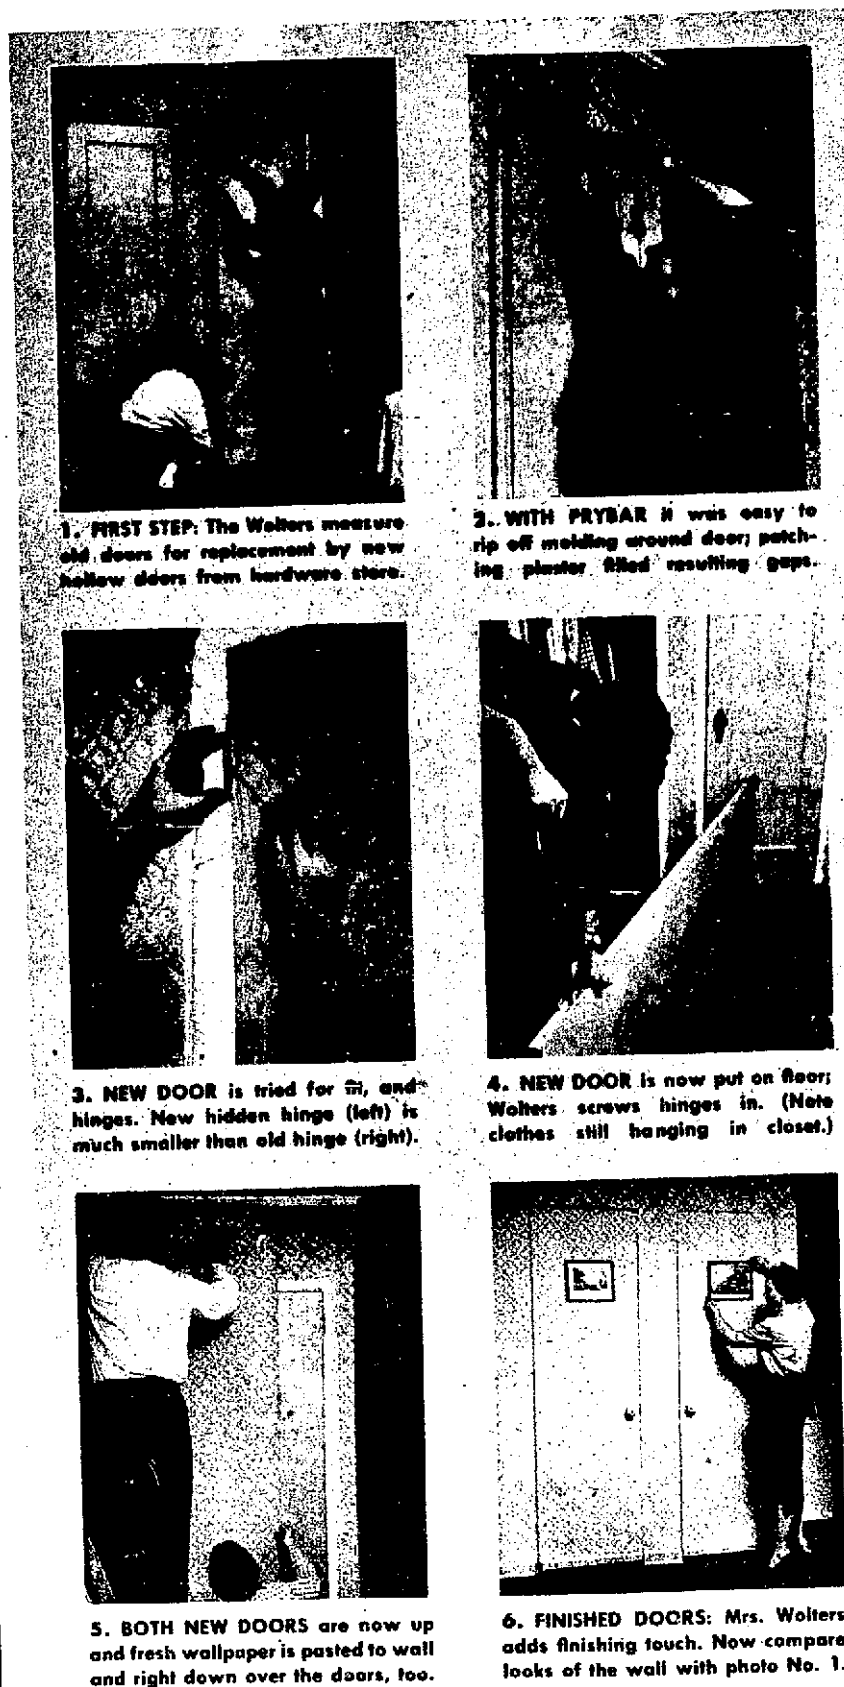 1. FIRST STEP: The Wolters measure
old doors for replacement by new
hollow doors from hardware store.
2. WITH PRYBAR it was easy to
rip off molding around door; patch-
ing plaster filled resulting gaps.
3. NEW DOOR is tried for fit, and
hinges. New hidden hinge (left) is
much smaller than old hinge (right).
4. NEW DOOR is now put on floor;
Wolters screws hinges in. (Note
clothes still hanging in closet.)
5. BOTH NEW DOORS are now up
and fresh wallpaper is pasted to wall
and right down over the doors, too.
6. FINISHED DOORS: Mrs. Wolters
adds finishing touch. Now compare
looks of the wall with photo No. 1.